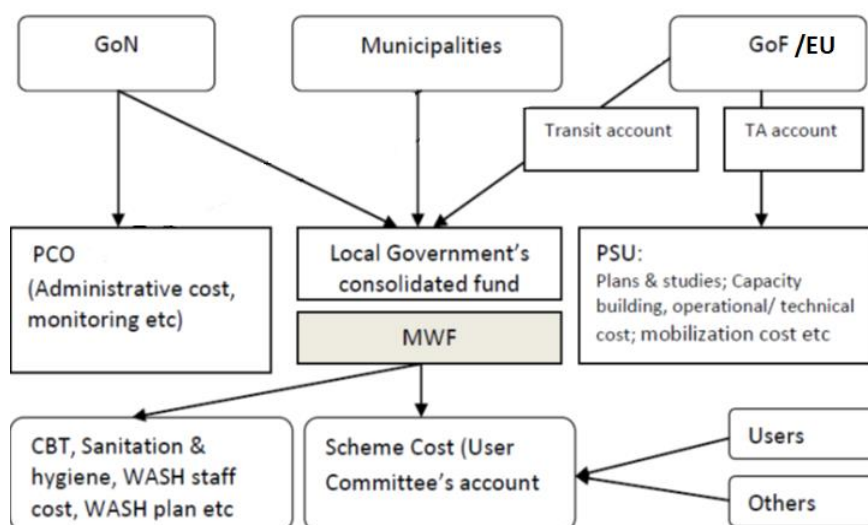 GoN
Municipalities
GoF /EU
Transit account
TA account
PCO
(Administrative cost,
monitoring etc)
Local Government's
consolidated fund
MWF
PSU:
Plans & studies; Capacity
building, operational/ technical
cost; mobilization cost etc
CBT, Sanitation &
hygiene, WASH staff
cost, WASH plan etc
Scheme Cost (User
Committee's account
Users
Others